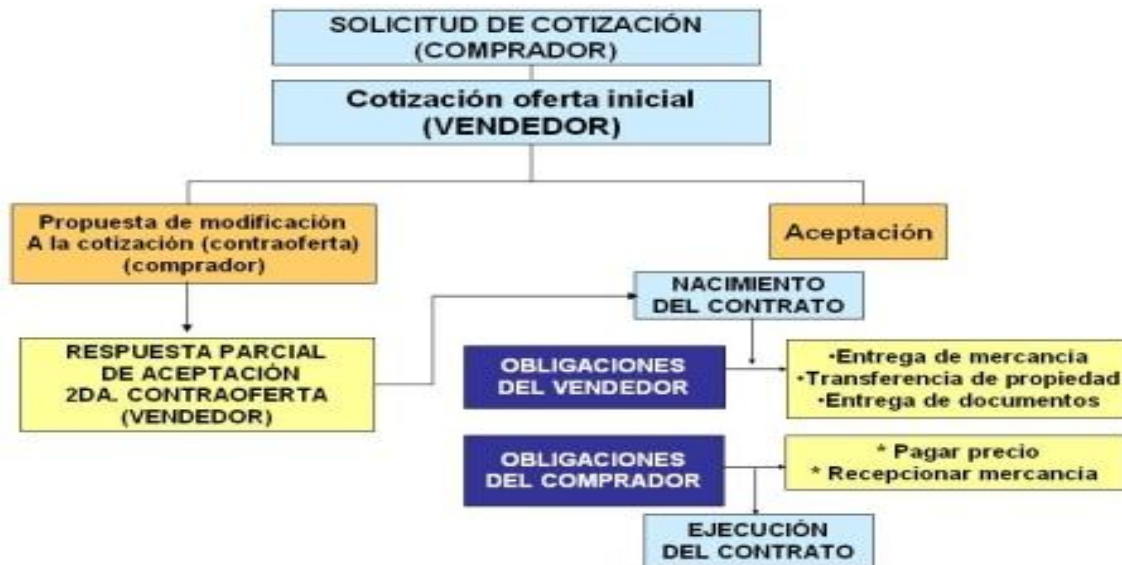 SOLICITUD DE COTIZACIÓN
(COMPRADOR)
Cotización oferta inicial
(VENDEDOR)
Propuesta de modificación
A la cotización (contraoferta)
(comprador)
Aceptación
RESPUESTA PARCIAL
DE ACEPTACIÓN
2DA. CONTRAOFERTA
(VENDEDOR)
NACIMIENTO
DEL CONTRATO
OBLIGACIONES
DEL VENDEDOR
•Entrega de mercancia
•Transferencia de propiedad
•Entrega de documentos
OBLIGACIONES
DEL COMPRADOR
* Pagar precio
* Recepcionar mercancía
EJECUCIÓN
DEL CONTRATO